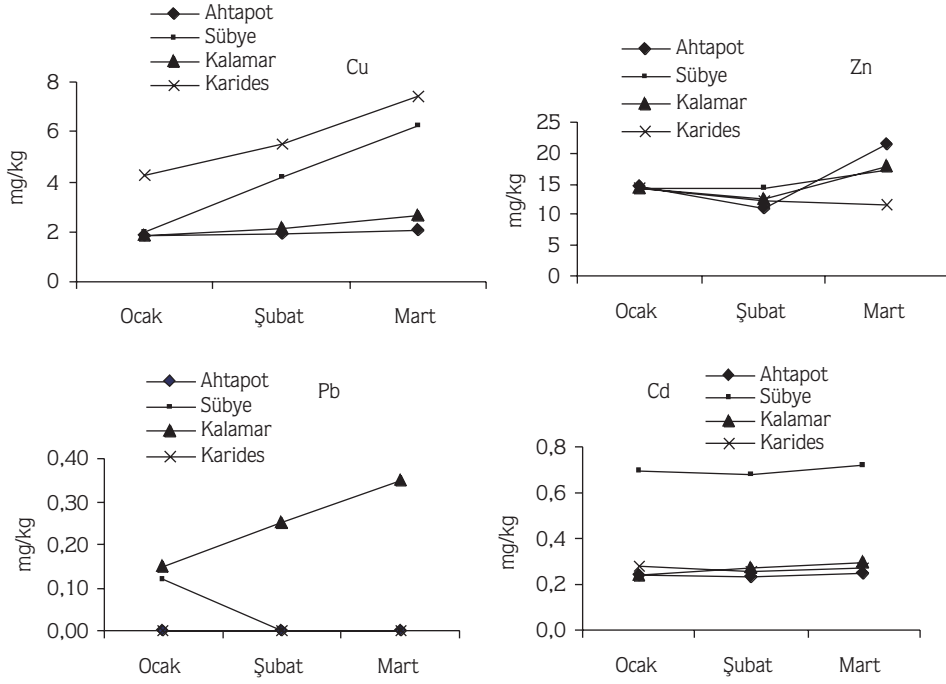 Ahtapot
Sübye
Kalamar
Karides
Cu
8
6
4
2
0
mg/kg
Ocak Şubat Mart
Ahtapot
Sübye
Kalamar
Karides
Zn
25
20
15
10
5
0
mg/kg
Ocak Şubat Mart
Ahtapot
Sübye
Kalamar
Karides
Pb
0,40
0,30
0,20
0,10
0,00
mg/kg
Ocak Şubat Mart
Ahtapot
Sübye
Kalamar
Karides
Cd
0,8
0,6
0,4
0,2
0,0
mg/kg
Ocak Şubat Mart